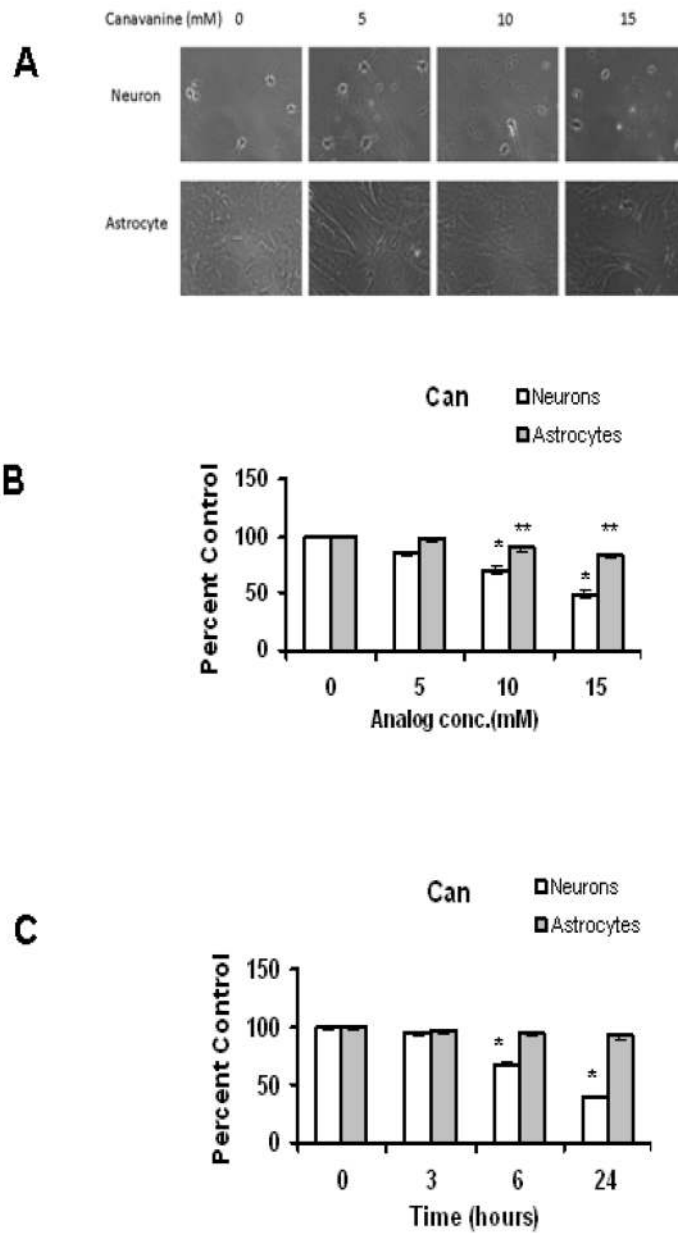 Canavanine (mM) 0 5 10 15
A
Neuron
Astrocyte
Can
Neurons
Astrocytes
B
Percent Control
150
100
50
0
* ** * **
0 5 10 15
Analog conc.(mM)
Can
Neurons
Astrocytes
C
Percent Control
150
100
50
0
* *
0 3 6 24
Time (hours)